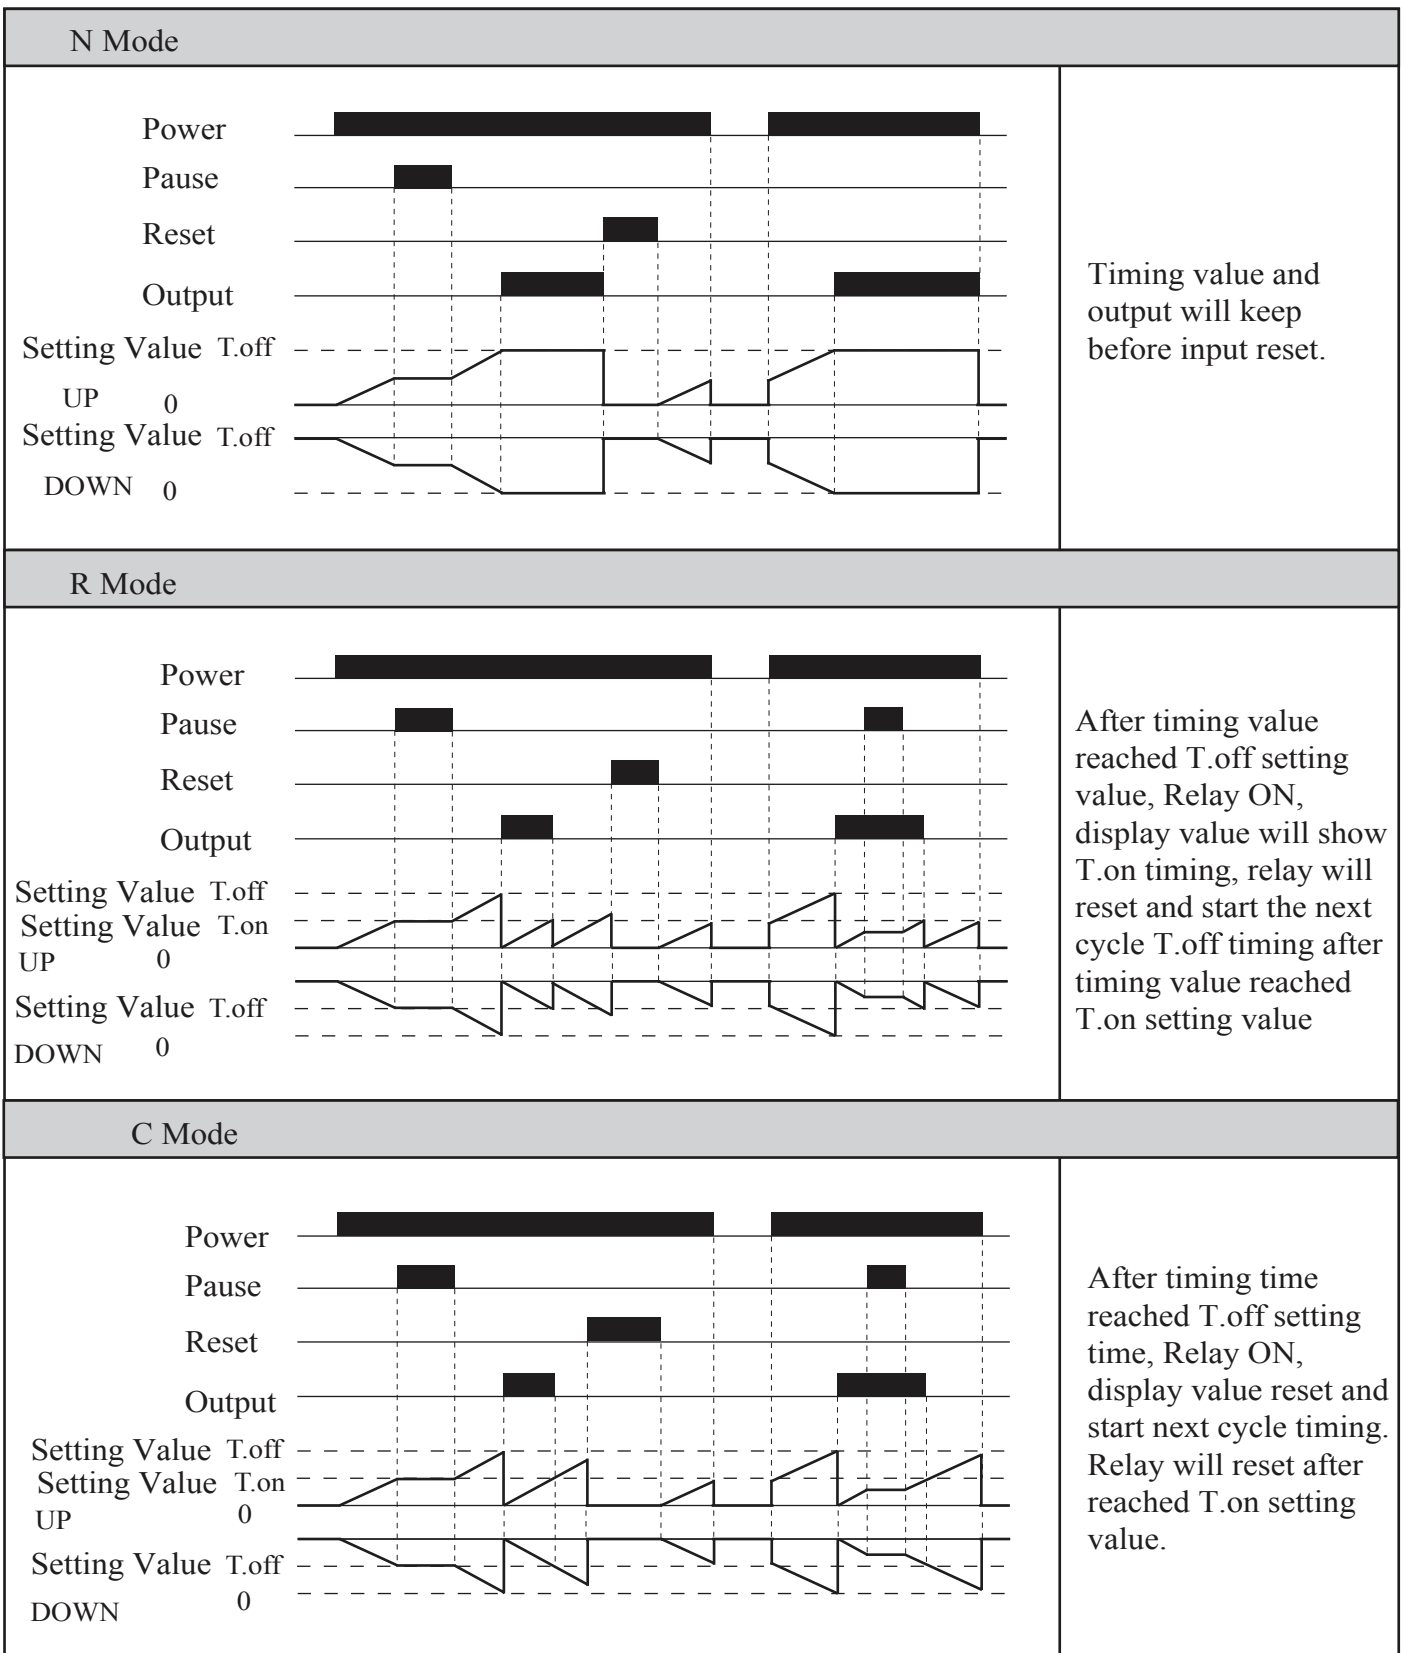 N Mode
Power
Pause
Reset
Output
Setting Value T.off
UP 0
Setting Value T.off
DOWN 0
Timing value and
output will keep
before input reset.
R Mode
Power
Pause
Reset
Output
Setting Value T.off
Setting Value T.on
UP 0
Setting Value T.off
DOWN 0
After timing value
reached T.off setting
value, Relay ON,
display value will show
T.on timing, relay will
reset and start the next
cycle T.off timing after
timing value reached
T.on setting value
C Mode
Power
Pause
Reset
Output
Setting Value T.off
Setting Value T.on
UP 0
Setting Value T.off
DOWN 0
After timing time
reached T.off setting
time, Relay ON,
display value reset and
start next cycle timing.
Relay will reset after
reached T.on setting
value.